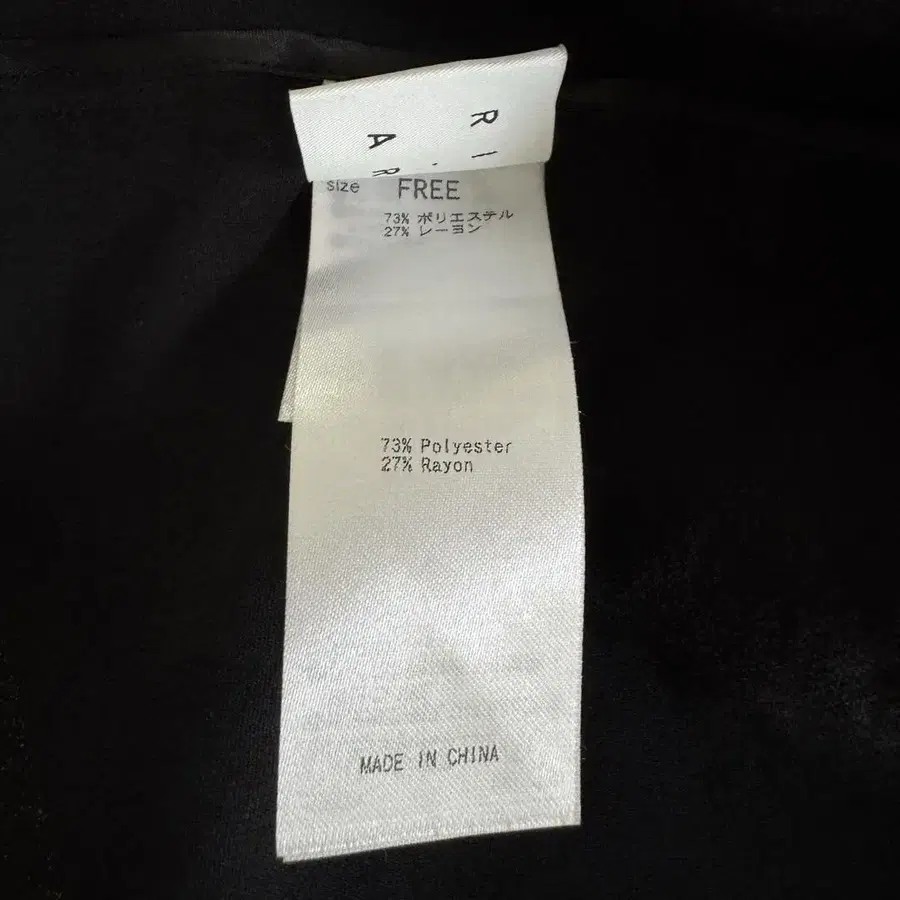 R I
A . R
size FREE
73% ポリエステル
27% レーヨン
73% Polyester
27% Rayon
MADE IN CHINA